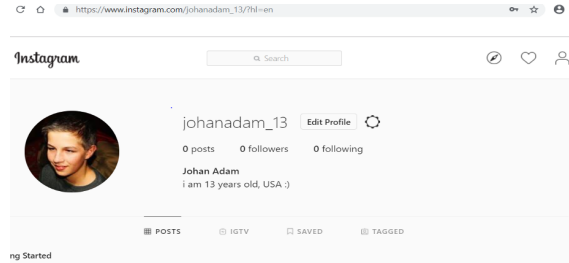 https://www.instagram.com/johanadam_13/?hl=en
Instagram
Search
johanadam_13 Edit Profile
0 posts 0 followers 0 following
Johan Adam
i am 13 years old, USA :)
POSTS IGTV SAVED TAGGED
ng Started